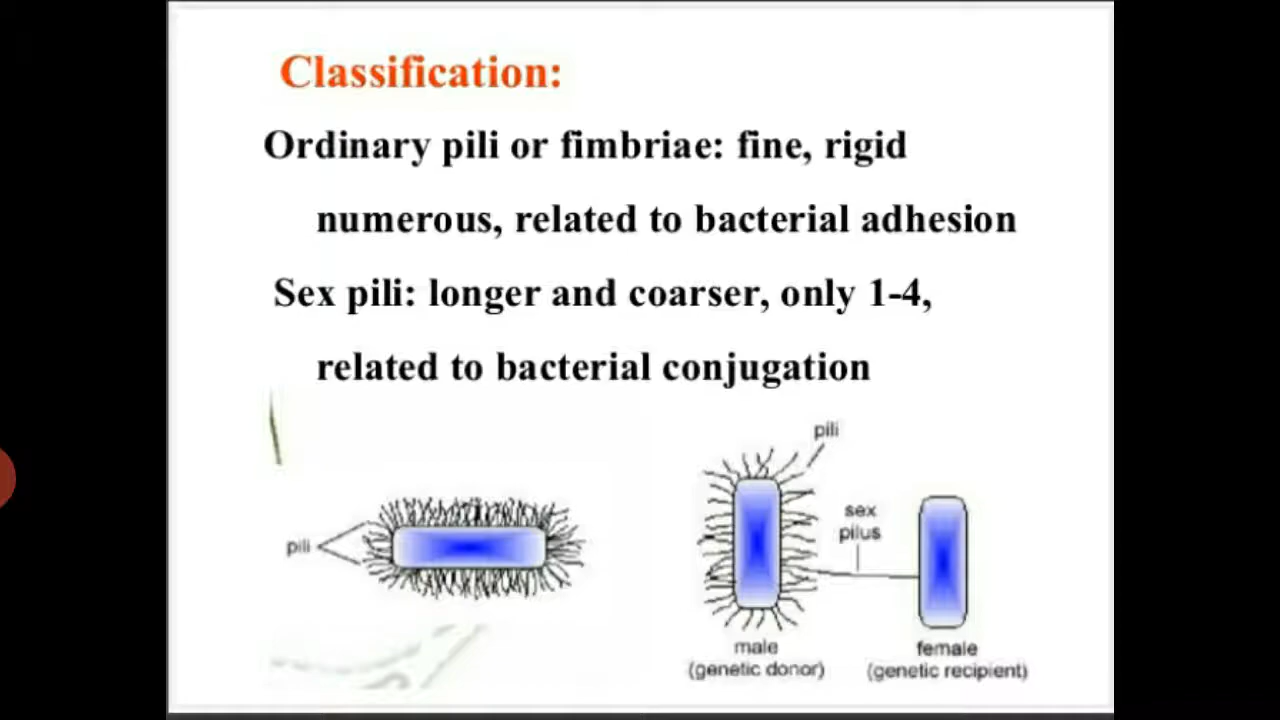 Classification:
Ordinary pili or fimbriae: fine, rigid
numerous, related to bacterial adhesion
Sex pili: longer and coarser, only 1-4,
related to bacterial conjugation
pili
pili
sex
pilus
male
(genetic donor)
female
(genetic recipient)